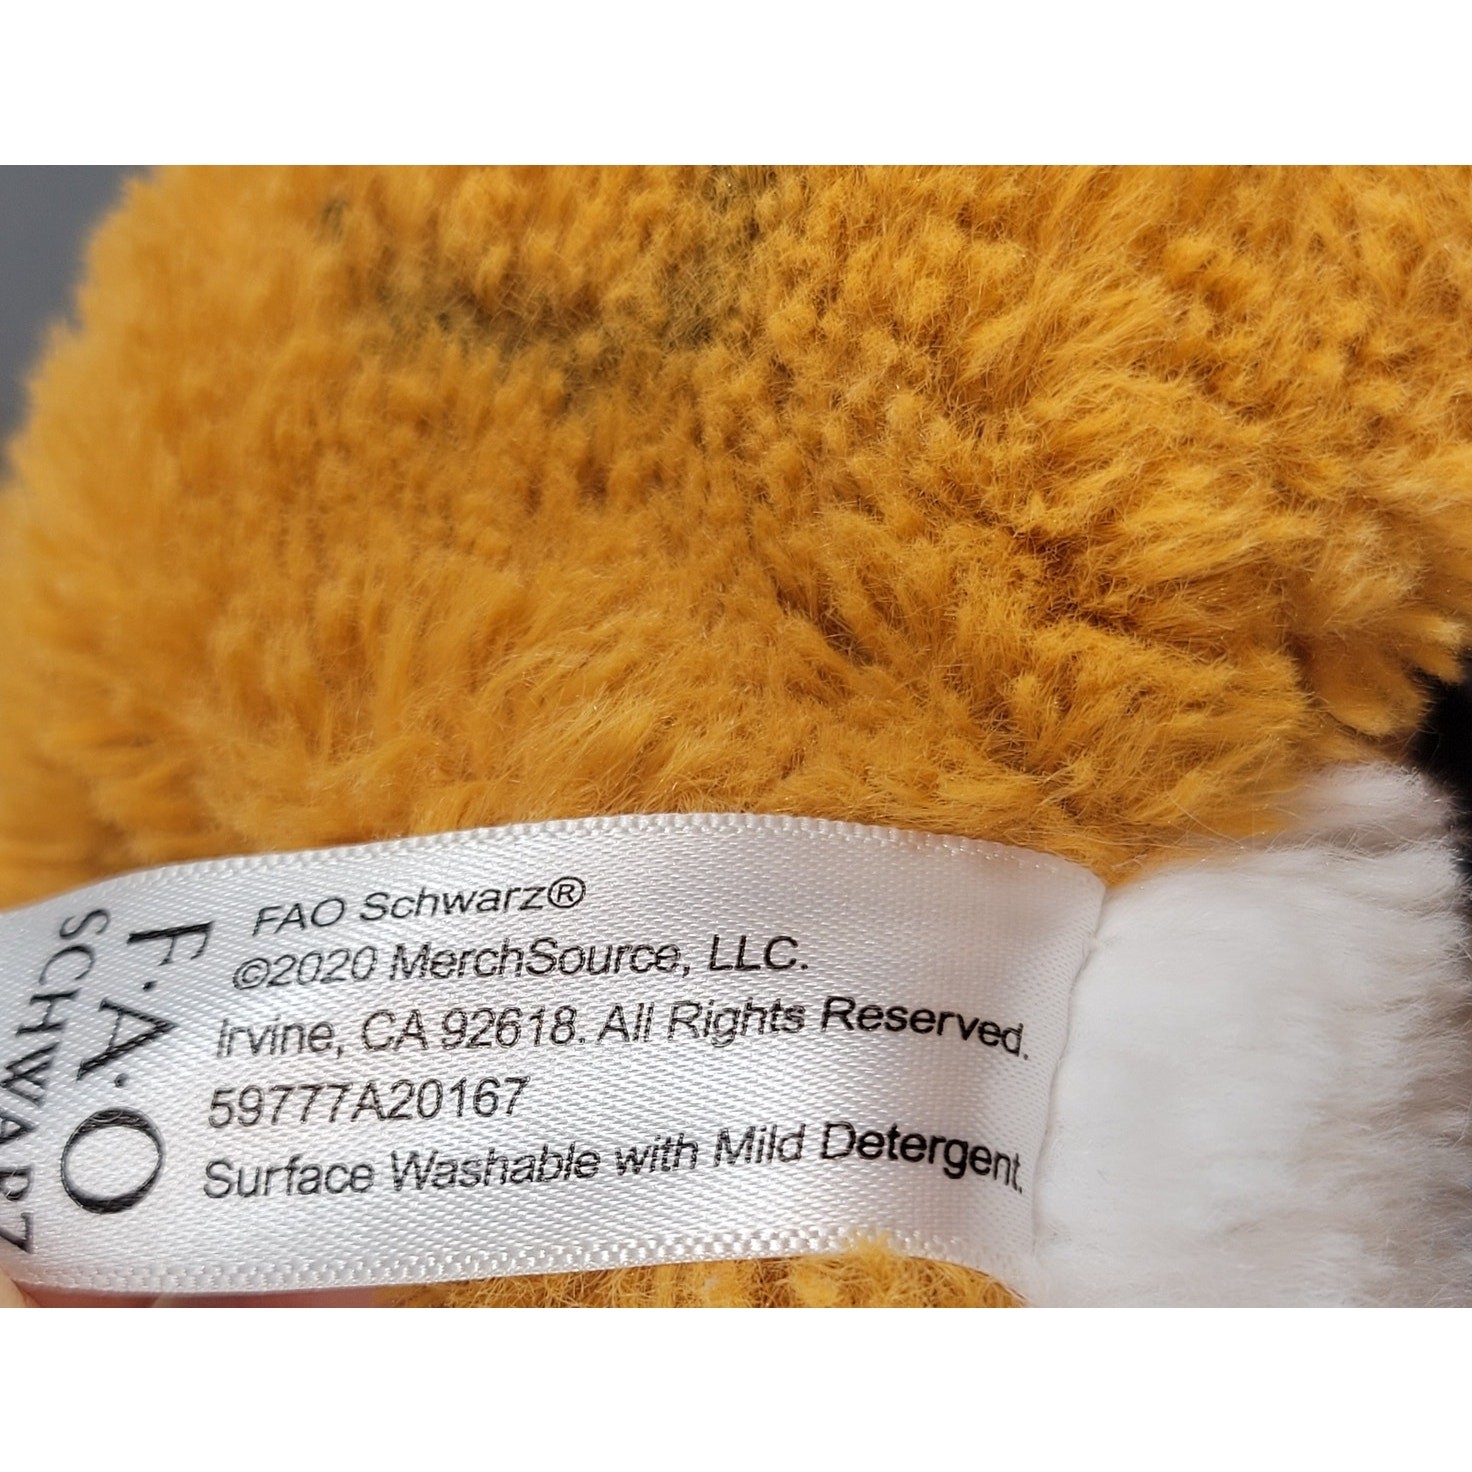 F·A·O
SCHWARZ
FAO Schwarz®
©2020 MerchSource, LLC.
Irvine, CA 92618. All Rights Reserved.
59777A20167
Surface Washable with Mild Detergent.